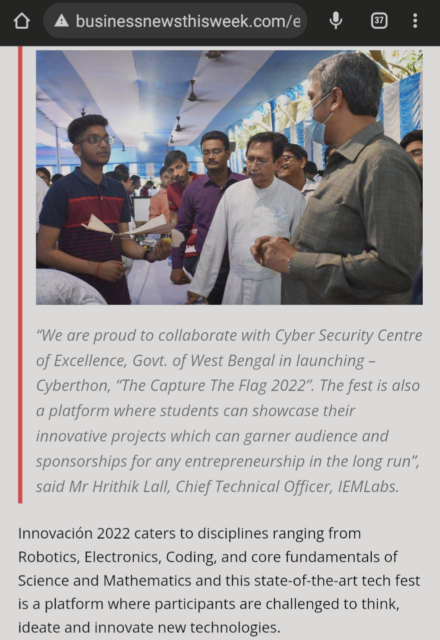 businessnewsthisweek.com/e
37
“We are proud to collaborate with Cyber Security Centre
of Excellence, Govt. of West Bengal in launching –
Cyberthon, “The Capture The Flag 2022”. The fest is also
a platform where students can showcase their
innovative projects which can garner audience and
sponsorships for any entrepreneurship in the long run”,
said Mr Hrithik Lall, Chief Technical Officer, IEMLabs.
Innovación 2022 caters to disciplines ranging from
Robotics, Electronics, Coding, and core fundamentals of
Science and Mathematics and this state-of-the-art tech fest
is a platform where participants are challenged to think,
ideate and innovate new technologies.